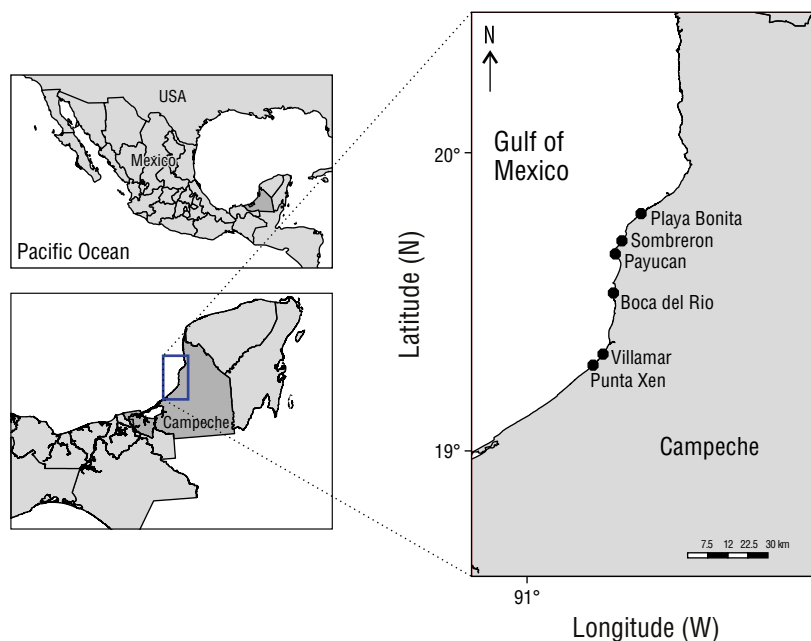 USA
Mexico
Pacific Ocean
Campeche
N
Gulf of
Mexico
20°
Playa Bonita
Sombreron
Payucan
Boca del Rio
Villamar
Punta Xen
19°
Campeche
7.5 12 22.5 30 km
91°
Latitude (N)
Longitude (W)